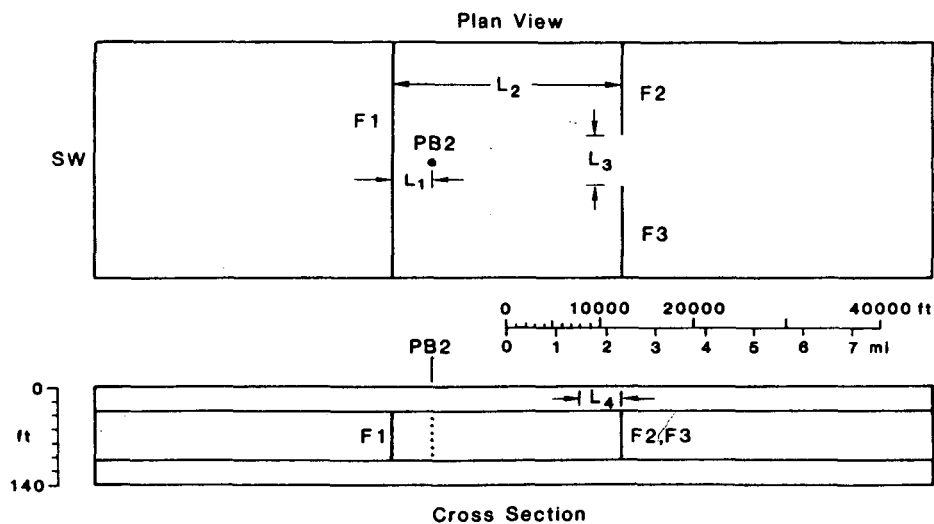 Plan View
L2
F2
F1
PB2
SW
L3
L1
F3
0 10000 20000 40000 ft
0 1 2 3 4 5 6 7 mi
PB2
0
L4
ft
F1
F2,F3
140
Cross Section